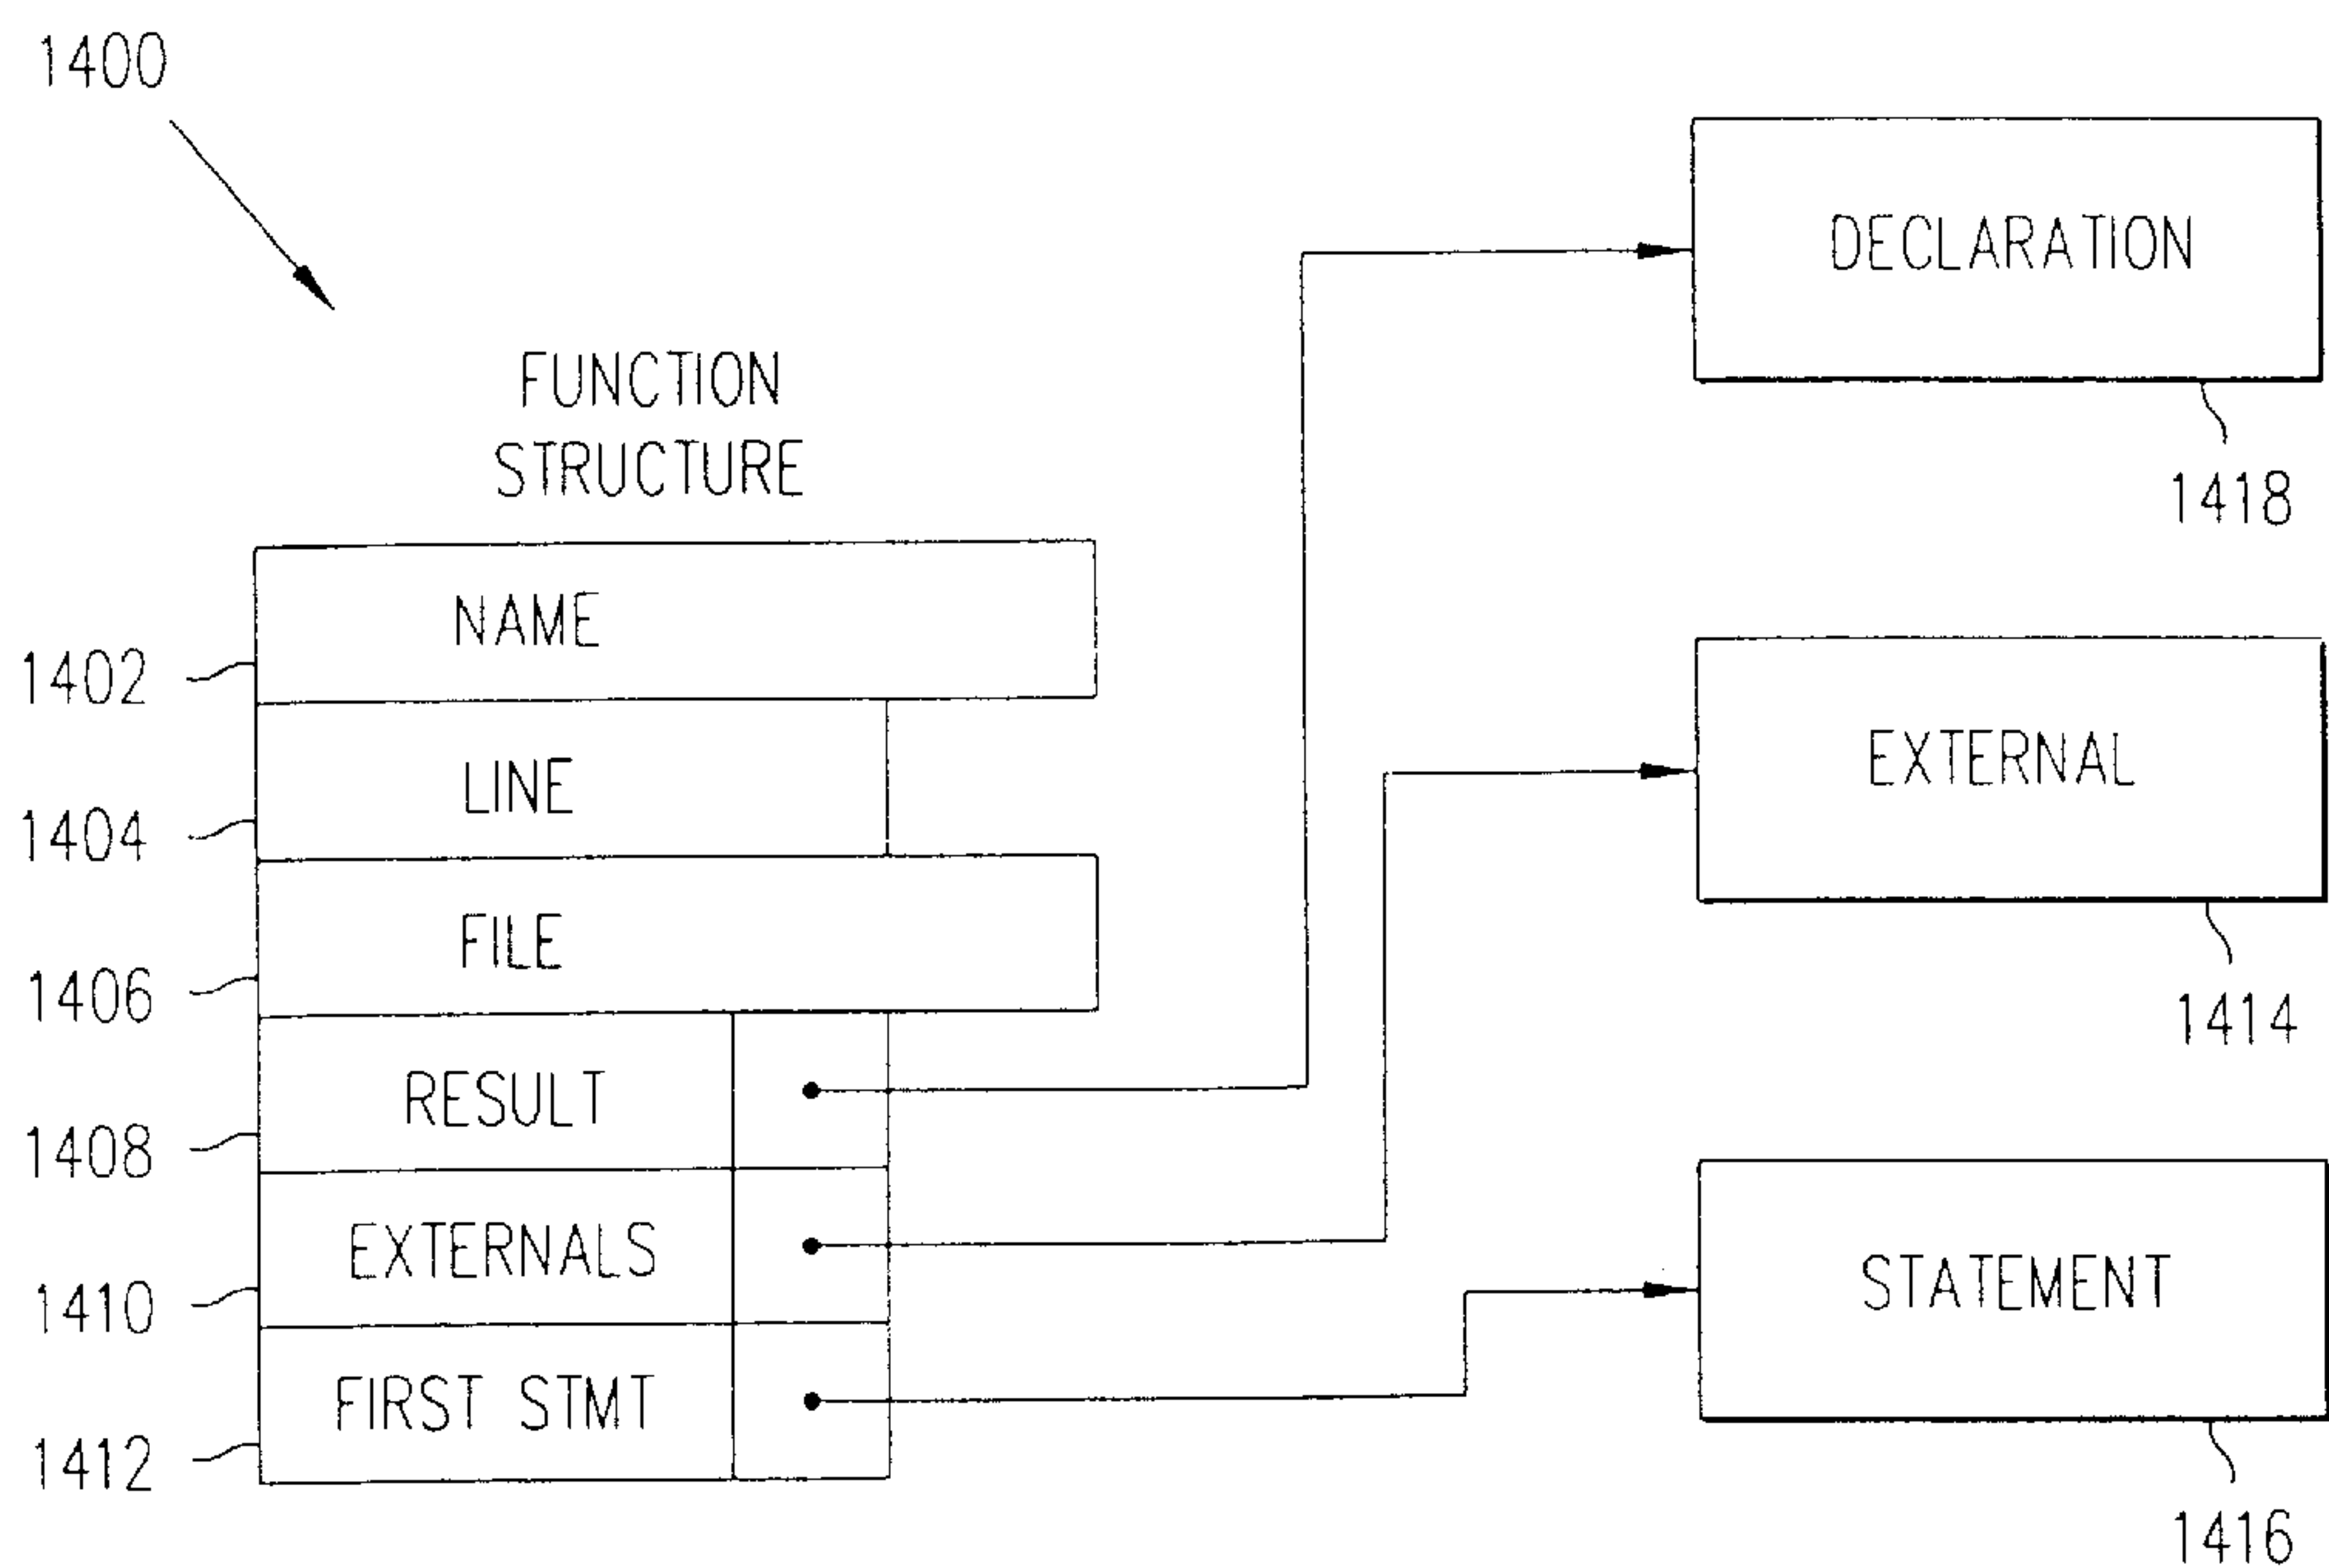 1400
FUNCTION
STRUCTURE
NAME
1402
LINE
1404
FILE
1406
RESULT
1408
EXTERNALS
1410
FIRST STMT
1412
DECLARATION
1418
EXTERNAL
1414
STATEMENT
1416